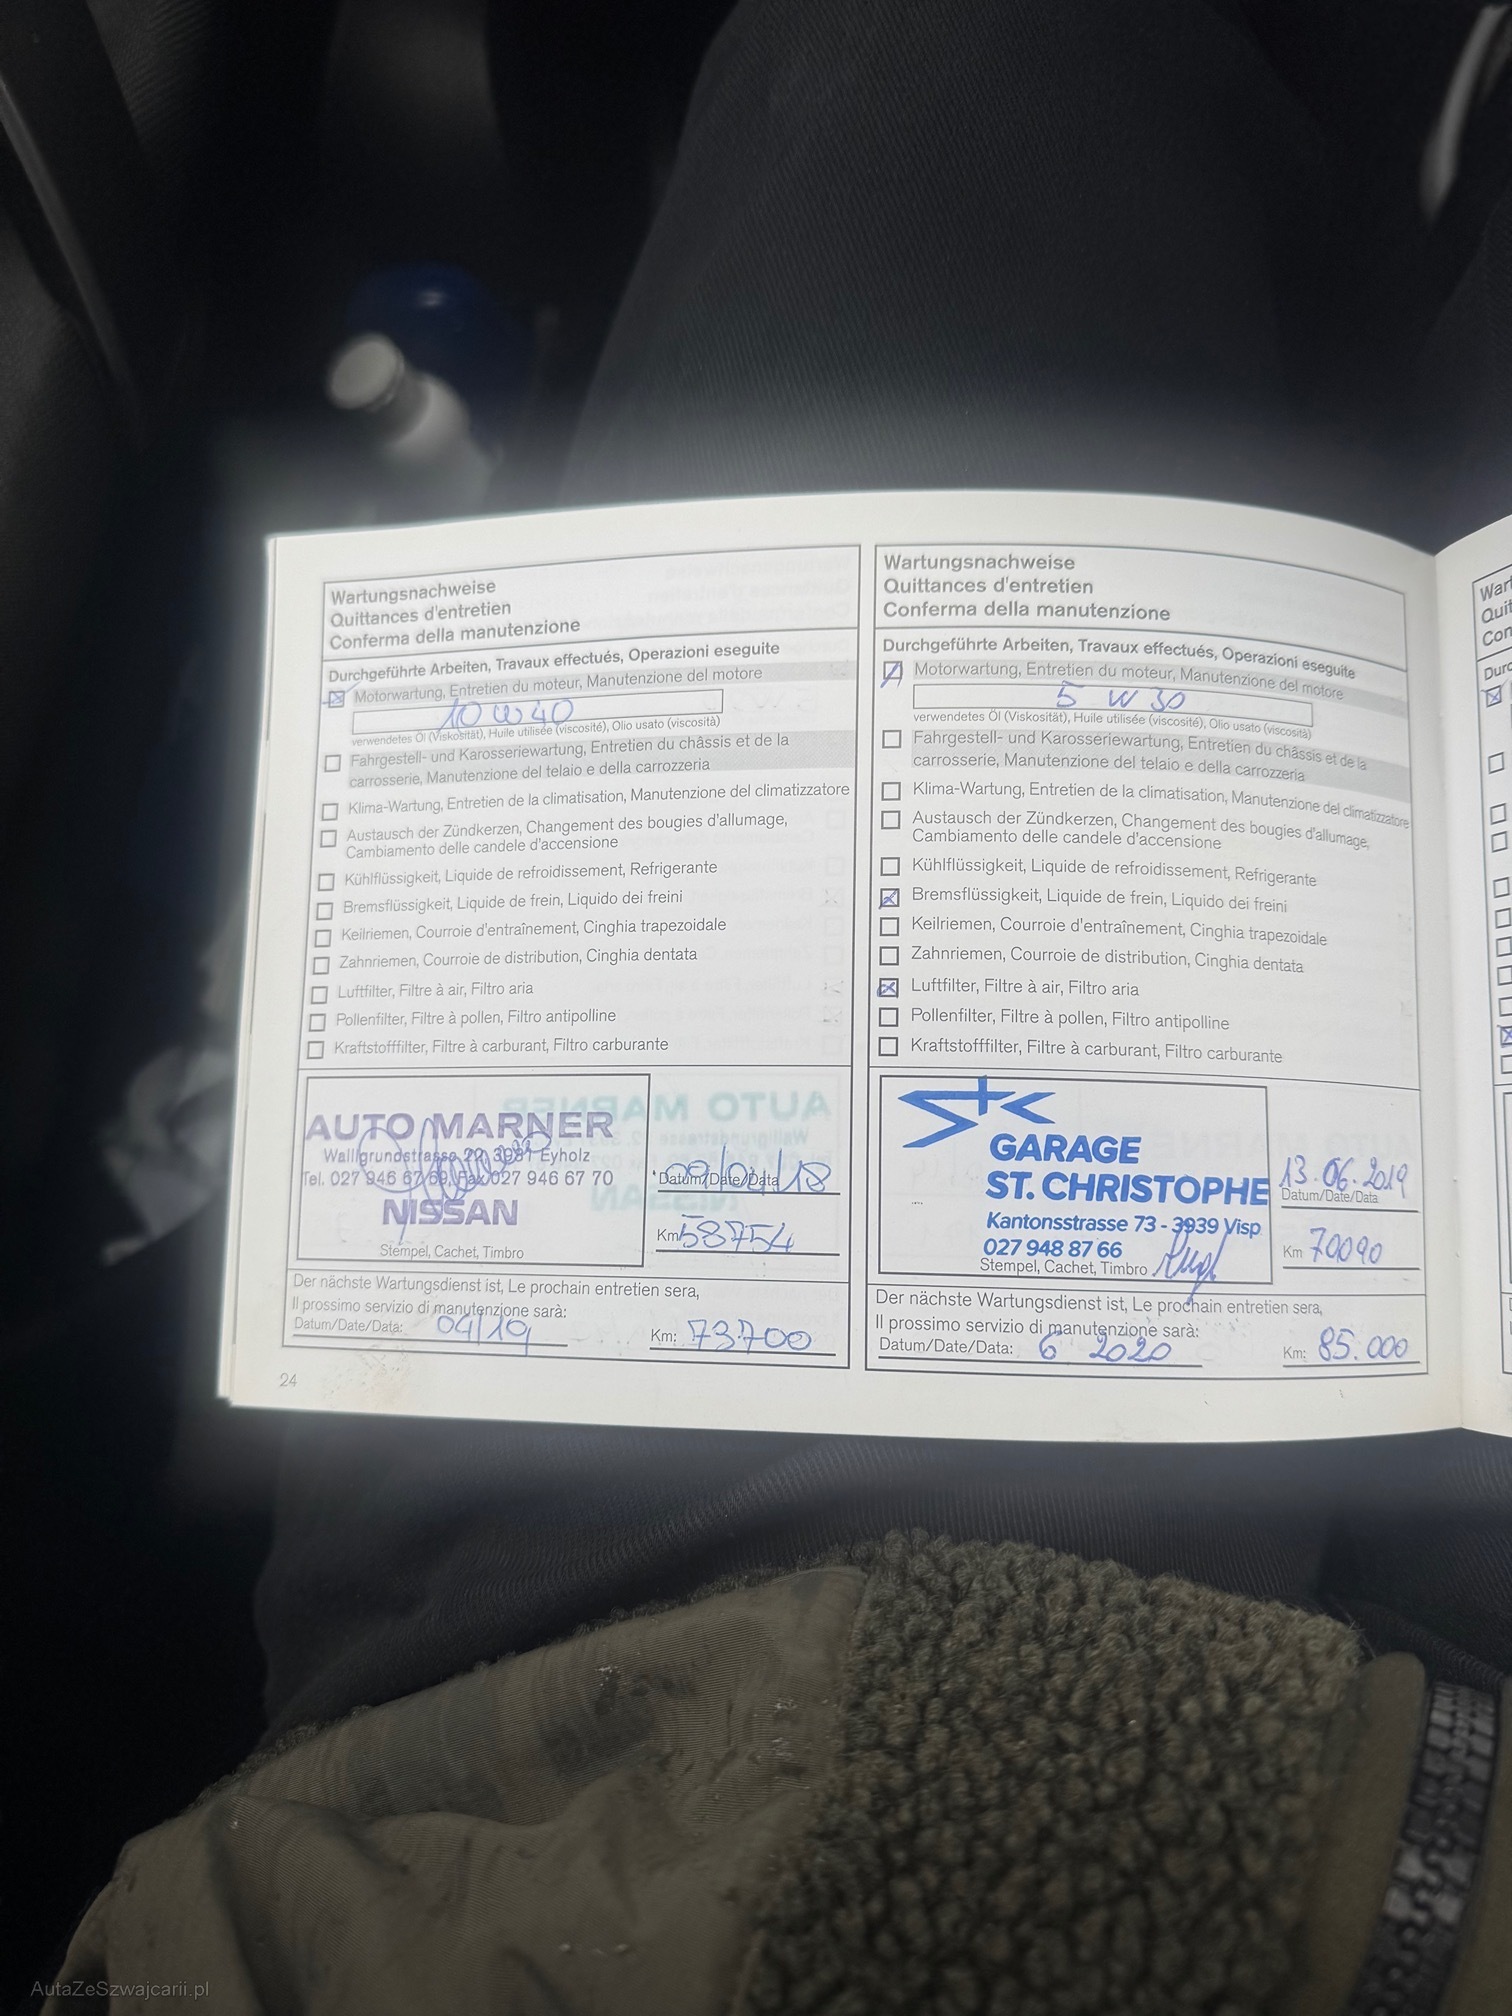 Wartungsnachweise
Quittances d'entretien
Conferma della manutenzione
Durchgeführte Arbeiten, Travaux effectués, Operazioni eseguite
Motorwartung, Entretien du moteur, Manutenzione del motore
10 W 40
verwendetes Öl (Viskosität), Huile utilisée (viscosité), Olio usato (viscosità)
Fahrgestell- und Karosseriewartung, Entretien du châssis et de la
carrosserie, Manutenzione del telaio e della carrozzeria
Klima-Wartung, Entretien de la climatisation, Manutenzione del climatizzatore
Austausch der Zündkerzen, Changement des bougies d'allumage,
Cambiamento delle candele d'accensione
Kühlflüssigkeit, Liquide de refroidissement, Refrigerante
Bremsflüssigkeit, Liquide de frein, Liquido dei freini
Keilriemen, Courroie d'entraînement, Cinghia trapezoidale
Zahnriemen, Courroie de distribution, Cinghia dentata
Luftfilter, Filtre à air, Filtro aria
Pollenfilter, Filtre à pollen, Filtro antipolline
Kraftstofffilter, Filtre à carburant, Filtro carburante
AUTO MARNER
Wallgrundstrasse 22, 3931 Eyholz
Tel. 027 946 67 69, Fax 027 946 67 70
NISSAN
Stempel, Cachet, Timbro
Datum/Date/Data 09/04/18
Km 58754
Der nächste Wartungsdienst ist, Le prochain entretien sera,
Il prossimo servizio di manutenzione sarà:
Datum/Date/Data: 04/19 Km: 73700
24
Wartungsnachweise
Quittances d'entretien
Conferma della manutenzione
Durchgeführte Arbeiten, Travaux effectués, Operazioni eseguite
Motorwartung, Entretien du moteur, Manutenzione del motore
5 W 30
verwendetes Öl (Viskosität), Huile utilisée (viscosité), Olio usato (viscosità)
Fahrgestell- und Karosseriewartung, Entretien du châssis et de la
carrosserie, Manutenzione del telaio e della carrozzeria
Klima-Wartung, Entretien de la climatisation, Manutenzione del climatizzatore
Austausch der Zündkerzen, Changement des bougies d'allumage,
Cambiamento delle candele d'accensione
Kühlflüssigkeit, Liquide de refroidissement, Refrigerante
Bremsflüssigkeit, Liquide de frein, Liquido dei freini
Keilriemen, Courroie d'entraînement, Cinghia trapezoidale
Zahnriemen, Courroie de distribution, Cinghia dentata
Luftfilter, Filtre à air, Filtro aria
Pollenfilter, Filtre à pollen, Filtro antipolline
Kraftstofffilter, Filtre à carburant, Filtro carburante
GARAGE
ST. CHRISTOPHE
Kantonsstrasse 73 - 3939 Visp
027 948 87 66
Stempel, Cachet, Timbro
13.06.2019
Datum/Date/Data
Km 70090
Der nächste Wartungsdienst ist, Le prochain entretien sera,
Il prossimo servizio di manutenzione sarà:
Datum/Date/Data: 6 2020 Km: 85.000
AutaZeSzwajcarii.pl